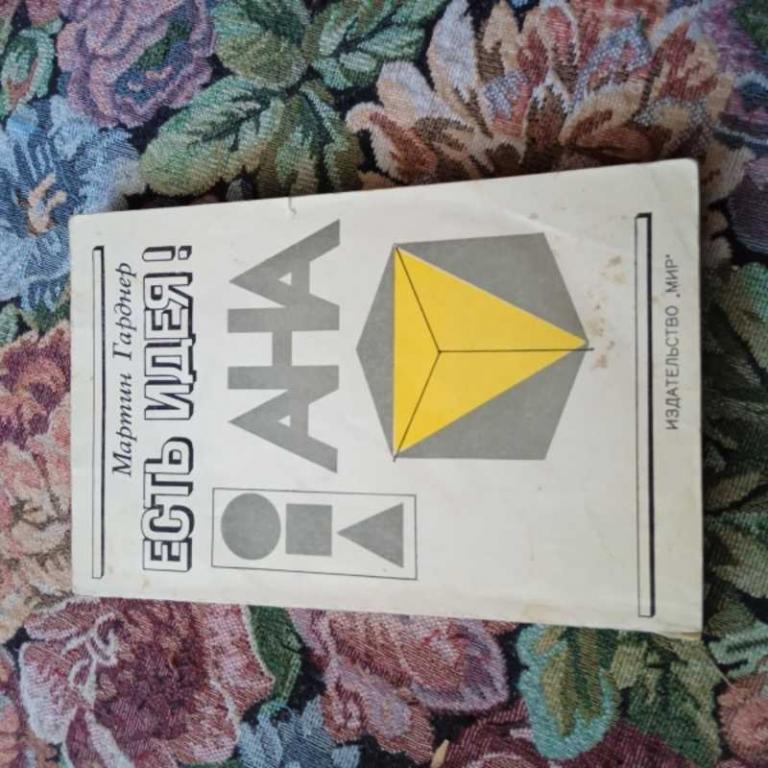 Мартин Гарднер
ЕСТЬ ИДЕЯ!
АНА
ИЗДАТЕЛЬСТВО „МИР"